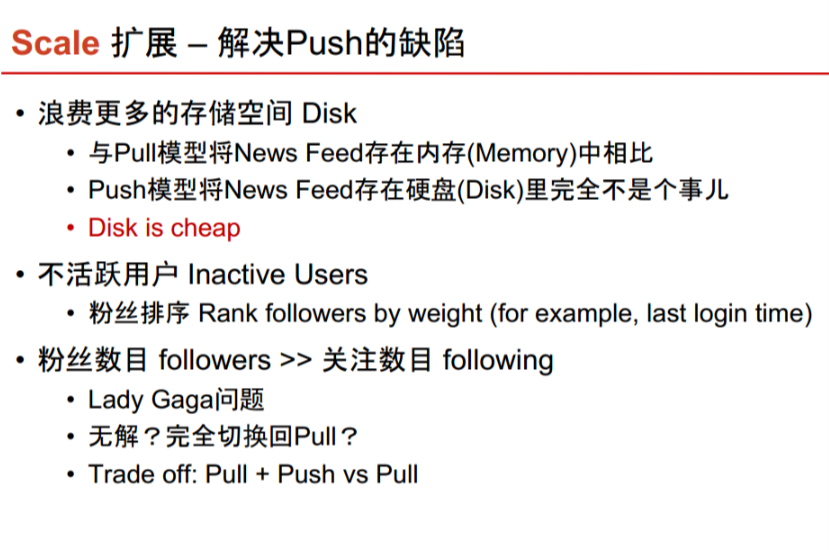 Scale 扩展 – 解决Push的缺陷
• 浪费更多的存储空间 Disk
• 与Pull模型将News Feed存在内存(Memory)中相比
• Push模型将News Feed存在硬盘(Disk)里完全不是个事儿
• Disk is cheap
• 不活跃用户 Inactive Users
• 粉丝排序 Rank followers by weight (for example, last login time)
• 粉丝数目 followers >> 关注数目 following
• Lady Gaga问题
• 无解？完全切换回Pull？
• Trade off: Pull + Push vs Pull